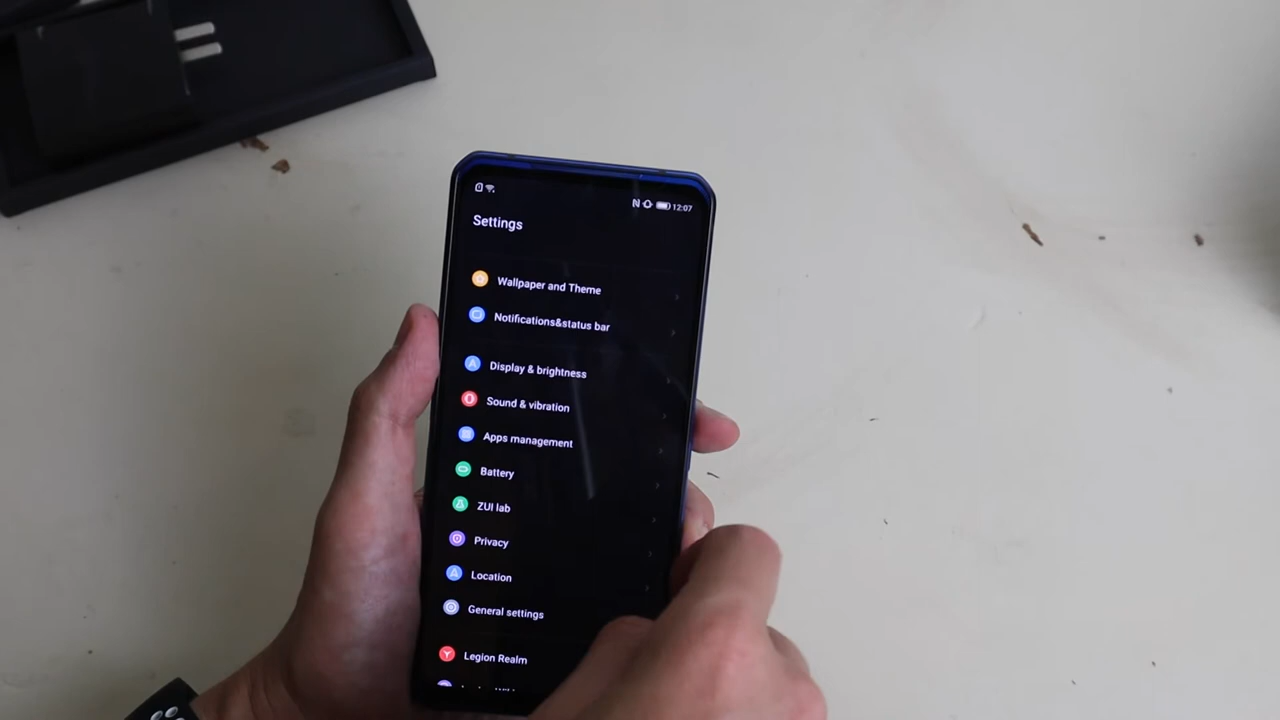 12:07
Settings
Wallpaper and Theme
Notifications&status bar
Display & brightness
Sound & vibration
Apps management
Battery
ZUI lab
Privacy
Location
General settings
Legion Realm